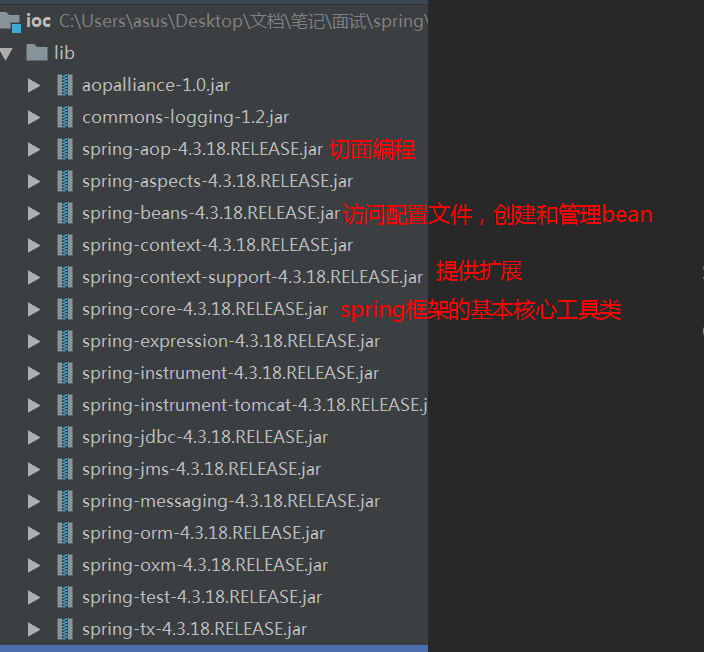 ioc C:\Users\asus\Desktop\文档\笔记\面试\spring\
lib
aopalliance-1.0.jar
commons-logging-1.2.jar
spring-aop-4.3.18.RELEASE.jar 切面编程
spring-aspects-4.3.18.RELEASE.jar
spring-beans-4.3.18.RELEASE.jar 访问配置文件，创建和管理bean
spring-context-4.3.18.RELEASE.jar
spring-context-support-4.3.18.RELEASE.jar 提供扩展
spring-core-4.3.18.RELEASE.jar spring框架的基本核心工具类
spring-expression-4.3.18.RELEASE.jar
spring-instrument-4.3.18.RELEASE.jar
spring-instrument-tomcat-4.3.18.RELEASE.j
spring-jdbc-4.3.18.RELEASE.jar
spring-jms-4.3.18.RELEASE.jar
spring-messaging-4.3.18.RELEASE.jar
spring-orm-4.3.18.RELEASE.jar
spring-oxm-4.3.18.RELEASE.jar
spring-test-4.3.18.RELEASE.jar
spring-tx-4.3.18.RELEASE.jar